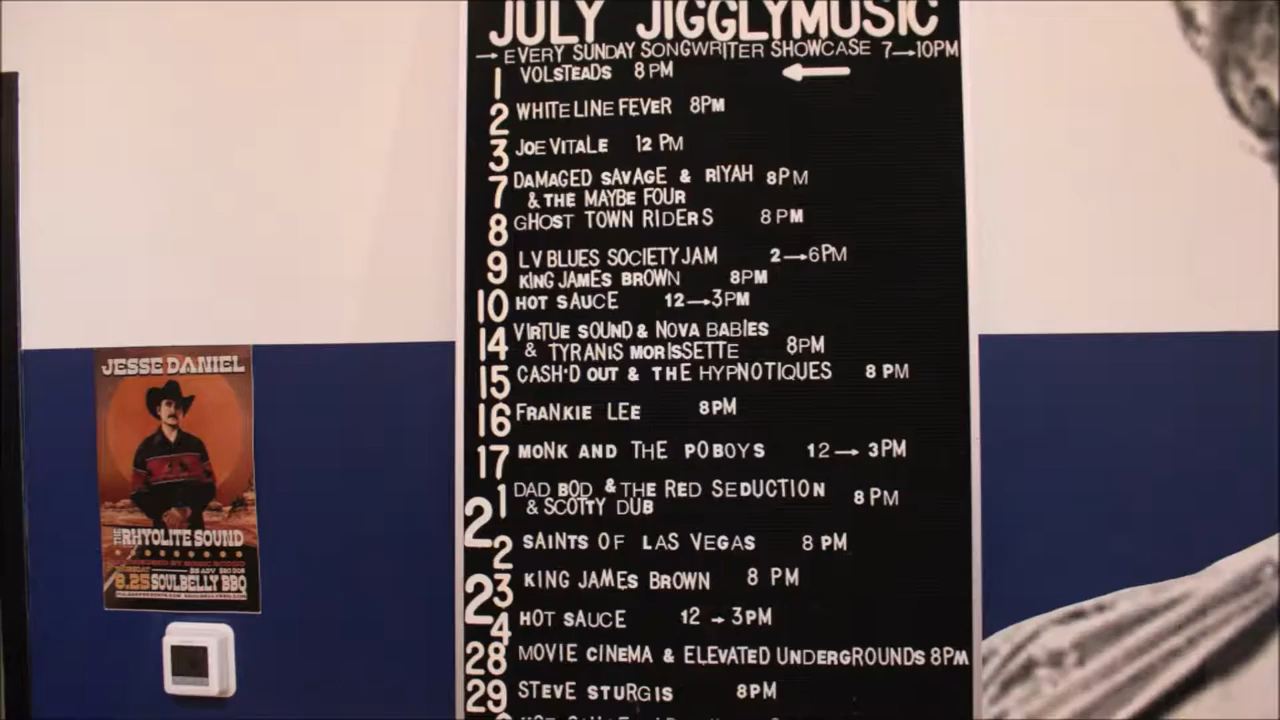 JULY JIGGLYMUSIC
→ EVERY SUNDAY SONGWRITER SHOWCASE 7→10PM
1 VOLSTEADS 8PM ←
2 WHITE LINE FEVER 8PM
3 JOE VITALE 12 PM
7 DAMAGED SAVAGE & RIYAH 8PM
& THE MAYBE FOUR
8 GHOST TOWN RIDERS 8PM
9 LV BLUES SOCIETY JAM 2→6PM
KING JAMES BROWN 8PM
10 HOT SAUCE 12→3PM
14 VIRTUE SOUND & NOVA BABIES
& TYRANIS MORISSETTE 8PM
15 CASH'D OUT & THE HYPNOTIQUES 8 PM
16 FRANKIE LEE 8PM
17 MONK AND THE POBOYS 12→3PM
21 DAD BOD & THE RED SEDUCTION 8PM
& SCOTTY DUB
2 SAINTS OF LAS VEGAS 8 PM
23 KING JAMES BROWN 8 PM
4 HOT SAUCE 12→3PM
28 MOVIE CINEMA & ELEVATED UNDERGROUNDS 8PM
29 STEVE STURGIS 8PM
JESSE DANIEL
THE RHYOLITE SOUND
8.25 SOULBELLY BBQ